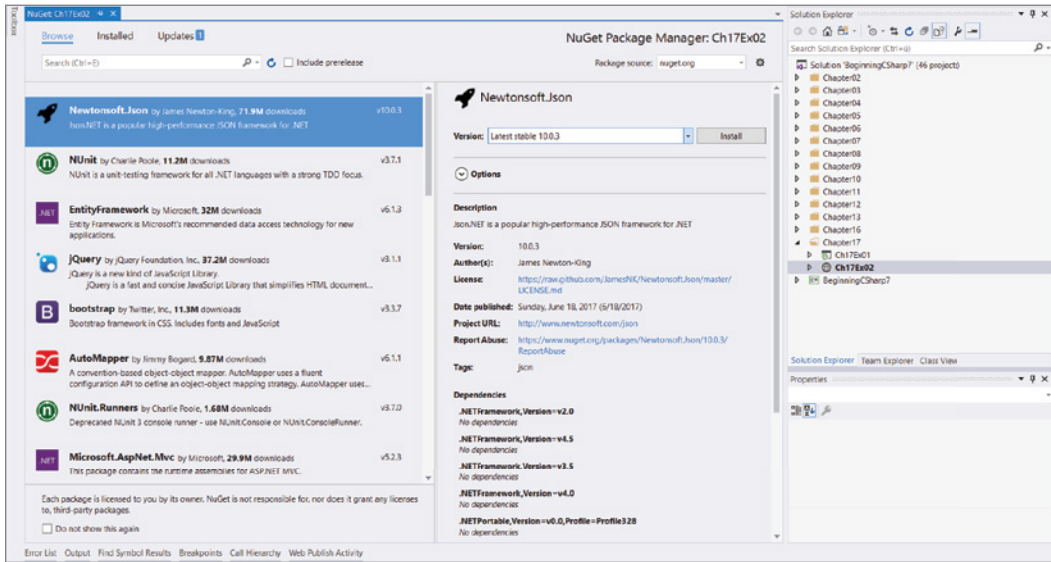 Toolbox
NuGet: Ch17Ex02
Browse
Installed
Updates 1
NuGet Package Manager: Ch17Ex02
Search (Ctrl+E)
Include prerelease
Package source: nuget.org
Newtonsoft.Json by James Newton-King, 71.9M downloads
v10.0.3
Json.NET is a popular high-performance JSON framework for .NET
NUnit by Charlie Poole, 11.2M downloads
v3.7.1
NUnit is a unit-testing framework for all .NET languages with a strong TDD focus.
.NET
EntityFramework by Microsoft, 32M downloads
v6.1.3
Entity Framework is Microsoft's recommended data access technology for new
applications.
jQuery by jQuery Foundation, Inc., 37.2M downloads
v3.1.1
jQuery is a new kind of JavaScript Library.
jQuery is a fast and concise JavaScript Library that simplifies HTML document...
B
bootstrap by Twitter, Inc., 11.3M downloads
v3.3.7
Bootstrap framework in CSS. Includes fonts and JavaScript
AutoMapper by Jimmy Bogard, 9.87M downloads
v6.1.1
A convention-based object-object mapper. AutoMapper uses a fluent
configuration API to define an object-object mapping strategy. AutoMapper uses...
NUnit.Runners by Charlie Poole, 1.68M downloads
v3.7.0
Deprecated NUnit 3 console runner - use NUnit.Console or NUnit.ConsoleRunner.
.NET
Microsoft.AspNet.Mvc by Microsoft, 29.9M downloads
v5.2.3
This package contains the runtime assemblies for ASP.NET MVC.
Each package is licensed to you by its owner. NuGet is not responsible for, nor does it grant any licenses
to, third-party packages.
Do not show this again
Newtonsoft.Json
Version: Latest stable 10.0.3
Install
Options
Description
Json.NET is a popular high-performance JSON framework for .NET
Version: 10.0.3
Author(s): James Newton-King
License: https://raw.github.com/JamesNK/Newtonsoft.Json/master/
LICENSE.md
Date published: Sunday, June 18, 2017 (6/18/2017)
Project URL: http://www.newtonsoft.com/json
Report Abuse: https://www.nuget.org/packages/Newtonsoft.Json/10.0.3/
ReportAbuse
Tags: json
Dependencies
.NETFramework,Version=v2.0
No dependencies
.NETFramework,Version=v4.5
No dependencies
.NETFramework,Version=v3.5
No dependencies
.NETFramework,Version=v4.0
No dependencies
.NETPortable,Version=v0.0,Profile=Profile328
No dependencies
Solution Explorer
Search Solution Explorer (Ctrl+ü)
Solution 'BeginningCSharp7' (46 projects)
Chapter02
Chapter03
Chapter04
Chapter05
Chapter06
Chapter07
Chapter08
Chapter09
Chapter10
Chapter11
Chapter12
Chapter13
Chapter16
Chapter17
Ch17Ex01
Ch17Ex02
BeginningCSharp7
Solution Explorer Team Explorer Class View
Properties
Error List Output Find Symbol Results Breakpoints Call Hierarchy Web Publish Activity